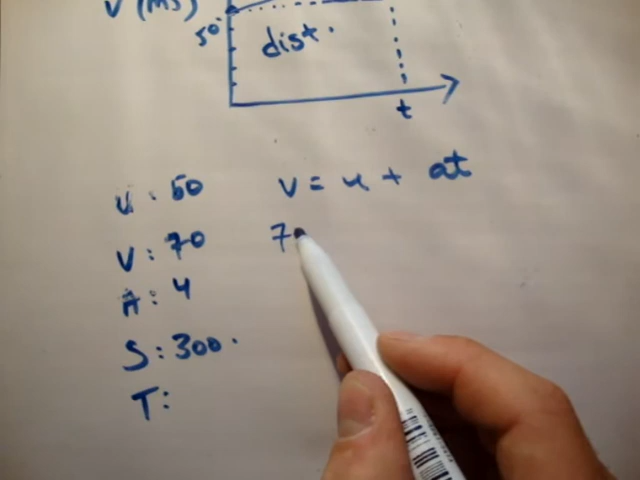 V (ms)
50
dist.
t
u: 50
v = u + at
V: 70
7
A: 4
S: 300.
T: